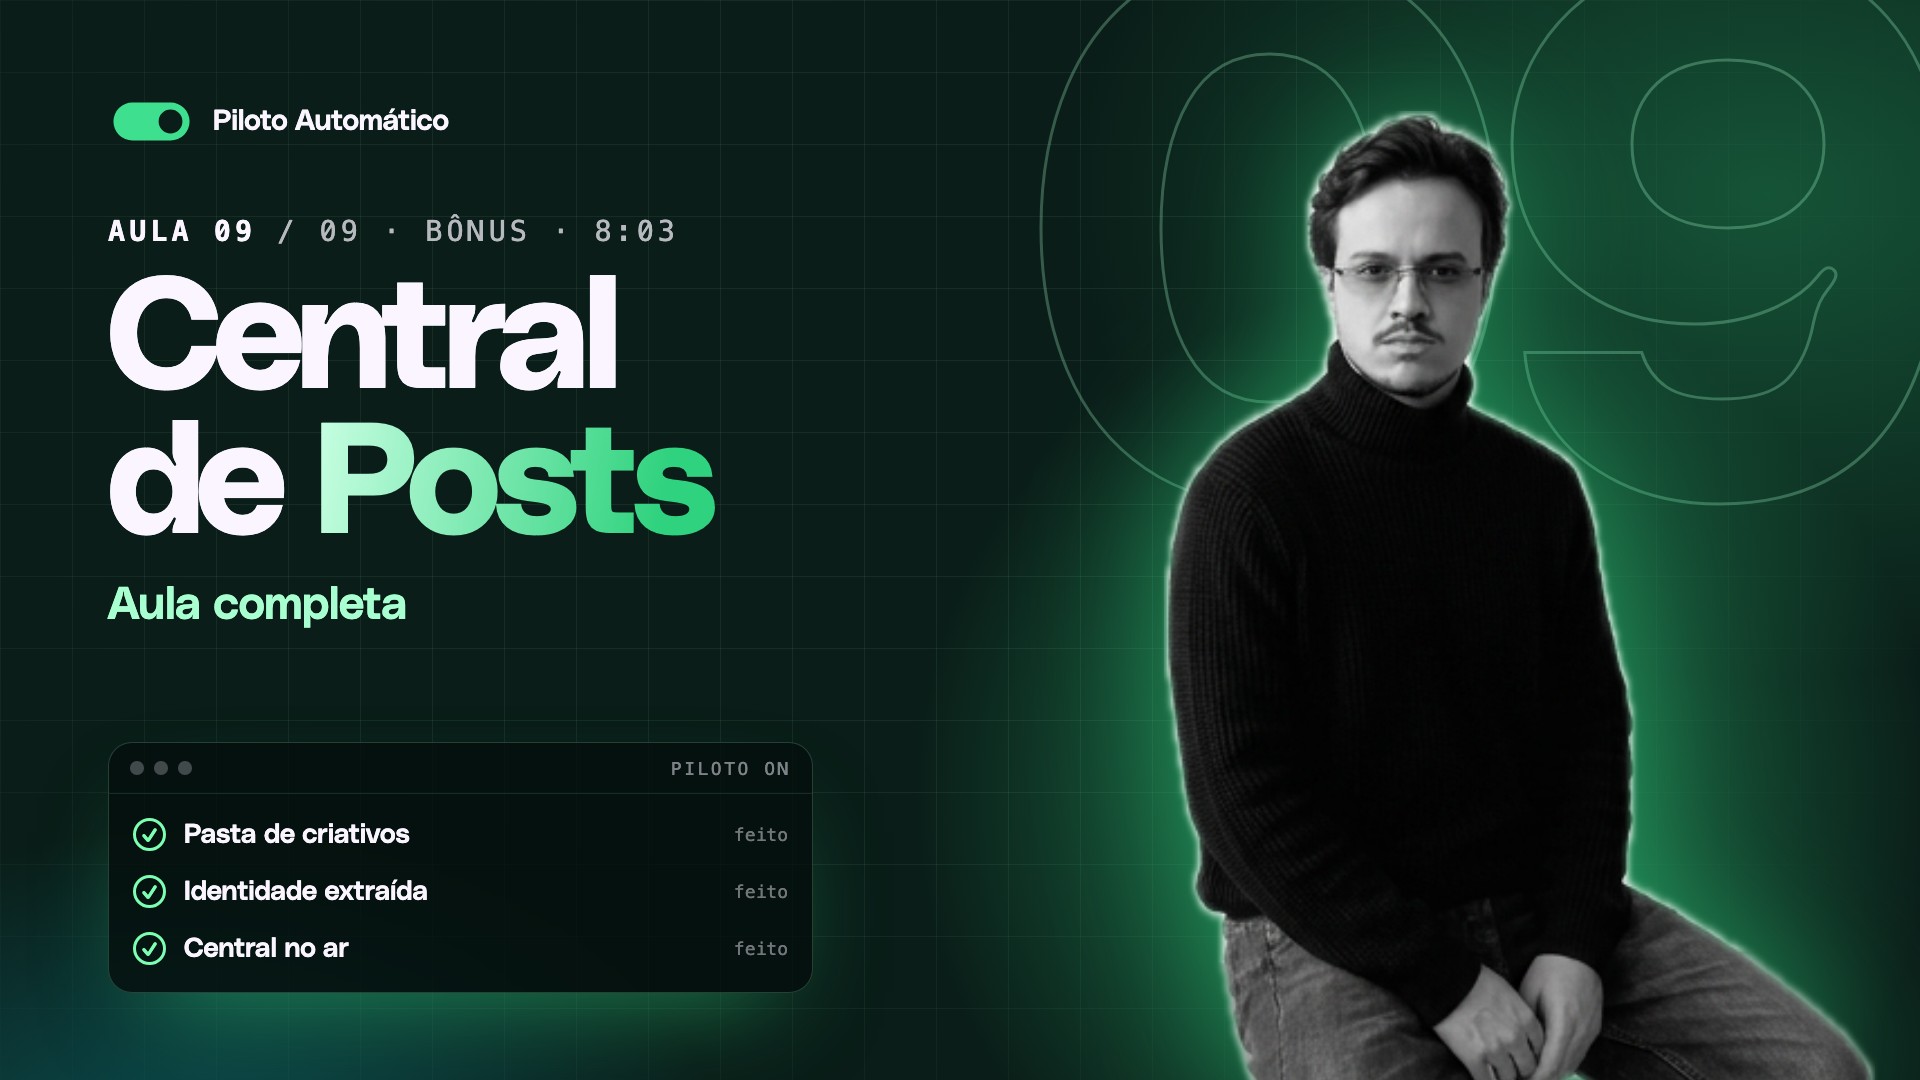 09
Piloto Automático
AULA 09 / 09 · BÔNUS · 8:03
Central
de Posts
Aula completa
PILOTO ON
Pasta de criativos feito
Identidade extraída feito
Central no ar feito